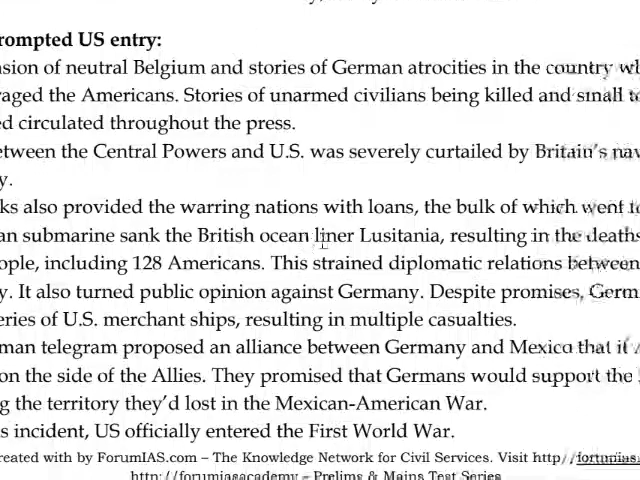 rompted US entry:
sion of neutral Belgium and stories of German atrocities in the country wh
raged the Americans. Stories of unarmed civilians being killed and small to
ed circulated throughout the press.
etween the Central Powers and U.S. was severely curtailed by Britain's nav
y.
ks also provided the warring nations with loans, the bulk of which went to
an submarine sank the British ocean liner Lusitania, resulting in the deaths
ople, including 128 Americans. This strained diplomatic relations between
y. It also turned public opinion against Germany. Despite promises, Germ
eries of U.S. merchant ships, resulting in multiple casualties.
man telegram proposed an alliance between Germany and Mexico that it
on the side of the Allies. They promised that Germans would support the
g the territory they'd lost in the Mexican-American War.
s incident, US officially entered the First World War.
reated with by ForumIAS.com – The Knowledge Network for Civil Services. Visit http//forumias.
http://forumiasacademy – Prelims & Mains Test Series